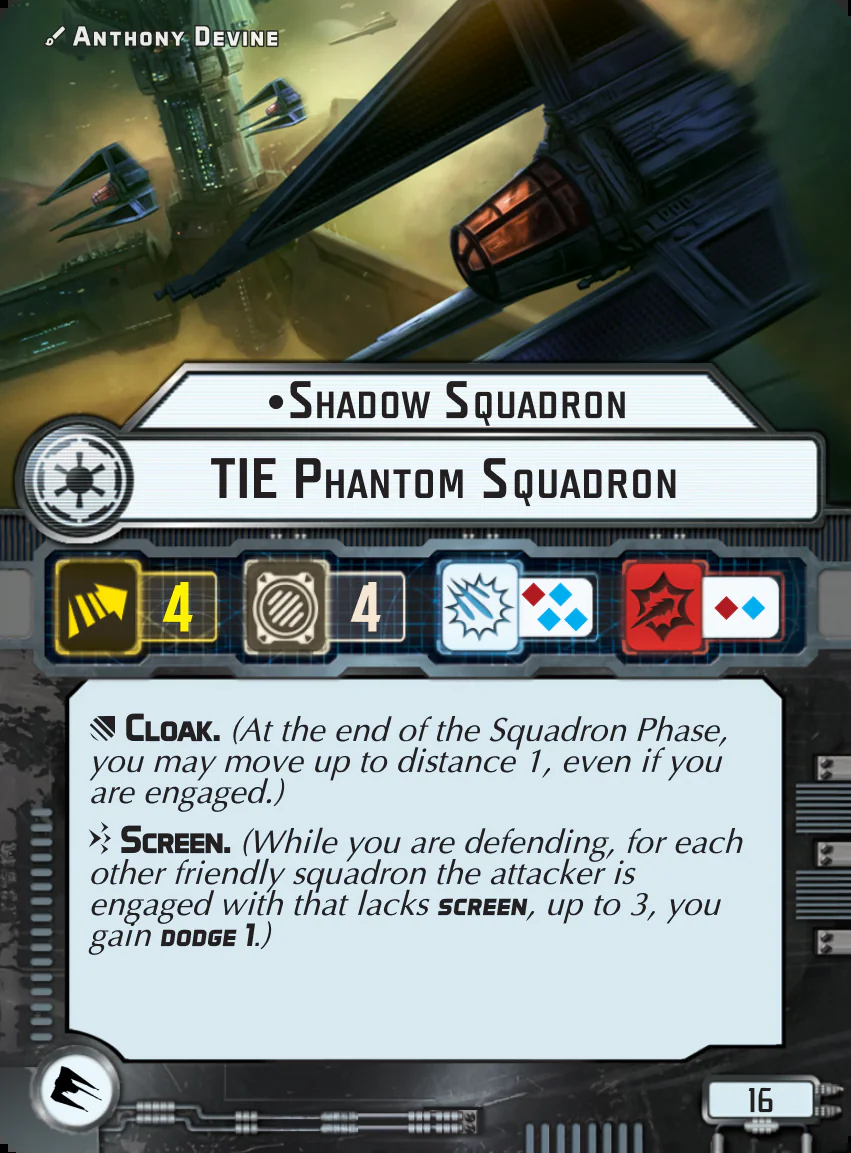 Anthony Devine
•Shadow Squadron
TIE Phantom Squadron
4
4
Cloak. (At the end of the Squadron Phase,
you may move up to distance 1, even if you
are engaged.)
Screen. (While you are defending, for each
other friendly squadron the attacker is
engaged with that lacks screen, up to 3, you
gain dodge 1.)
16